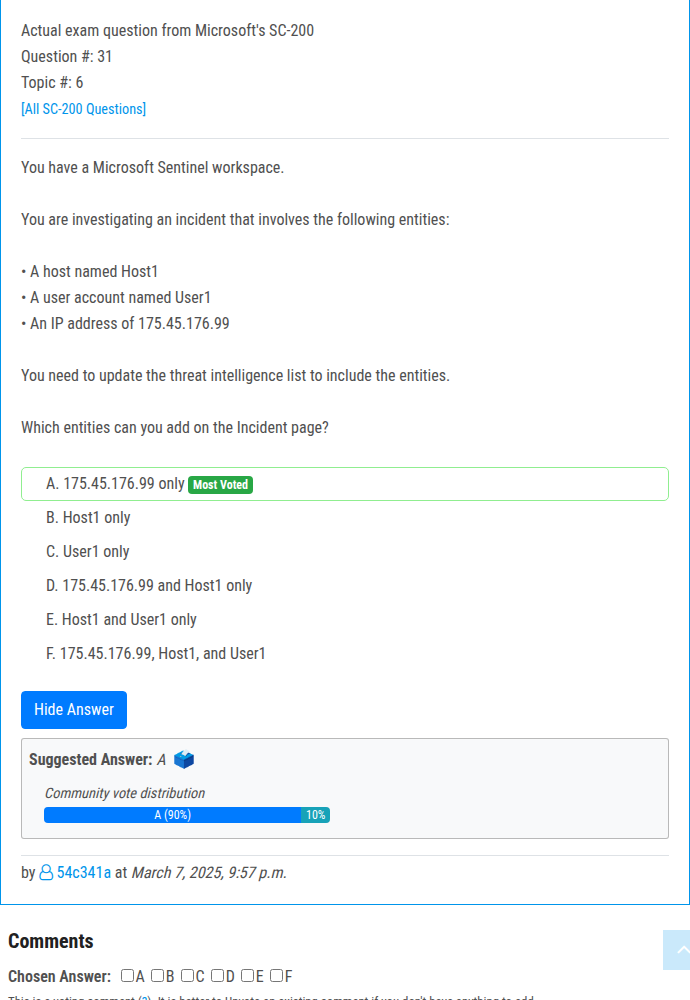 Actual exam question from Microsoft's SC-200
Question #: 31
Topic #: 6
[All SC-200 Questions]
You have a Microsoft Sentinel workspace.
You are investigating an incident that involves the following entities:
• A host named Host1
• A user account named User1
• An IP address of 175.45.176.99
You need to update the threat intelligence list to include the entities.
Which entities can you add on the Incident page?
A. 175.45.176.99 only Most Voted
B. Host1 only
C. User1 only
D. 175.45.176.99 and Host1 only
E. Host1 and User1 only
F. 175.45.176.99, Host1, and User1
Hide Answer
Suggested Answer: A
Community vote distribution
A (90%) 10%
by 54c341a at March 7, 2025, 9:57 p.m.
Comments
Chosen Answer: A B C D E F